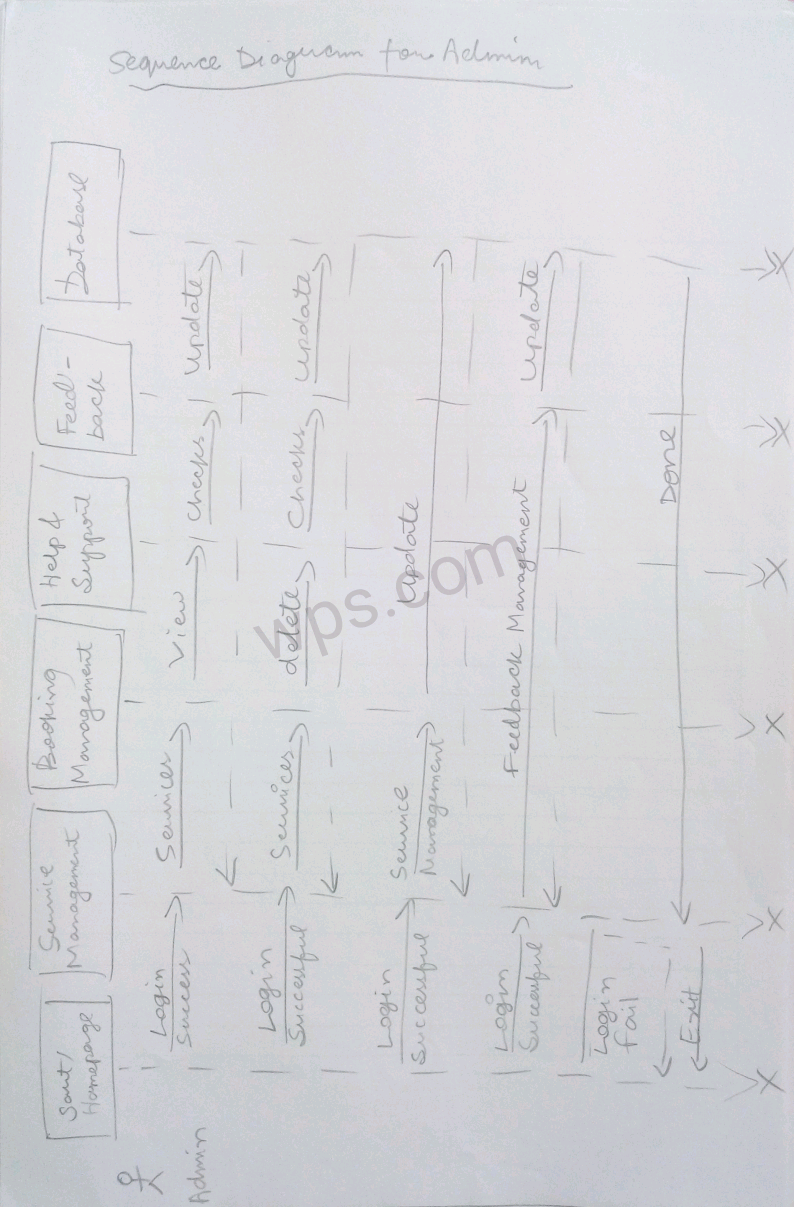 Sequence Diagram for Admin
Admin
Homepage
Service
Management
Booking
Management
Help &
Support
Feed-
back
Database
Login
Success
Services
View
Checks
Update
Login
Successful
Services
delete
Checks
Update
Login
Successful
Service
Management
Update
Login
Successful
Feedback Management
Update
Login
fail
Done
Exit
wps.com